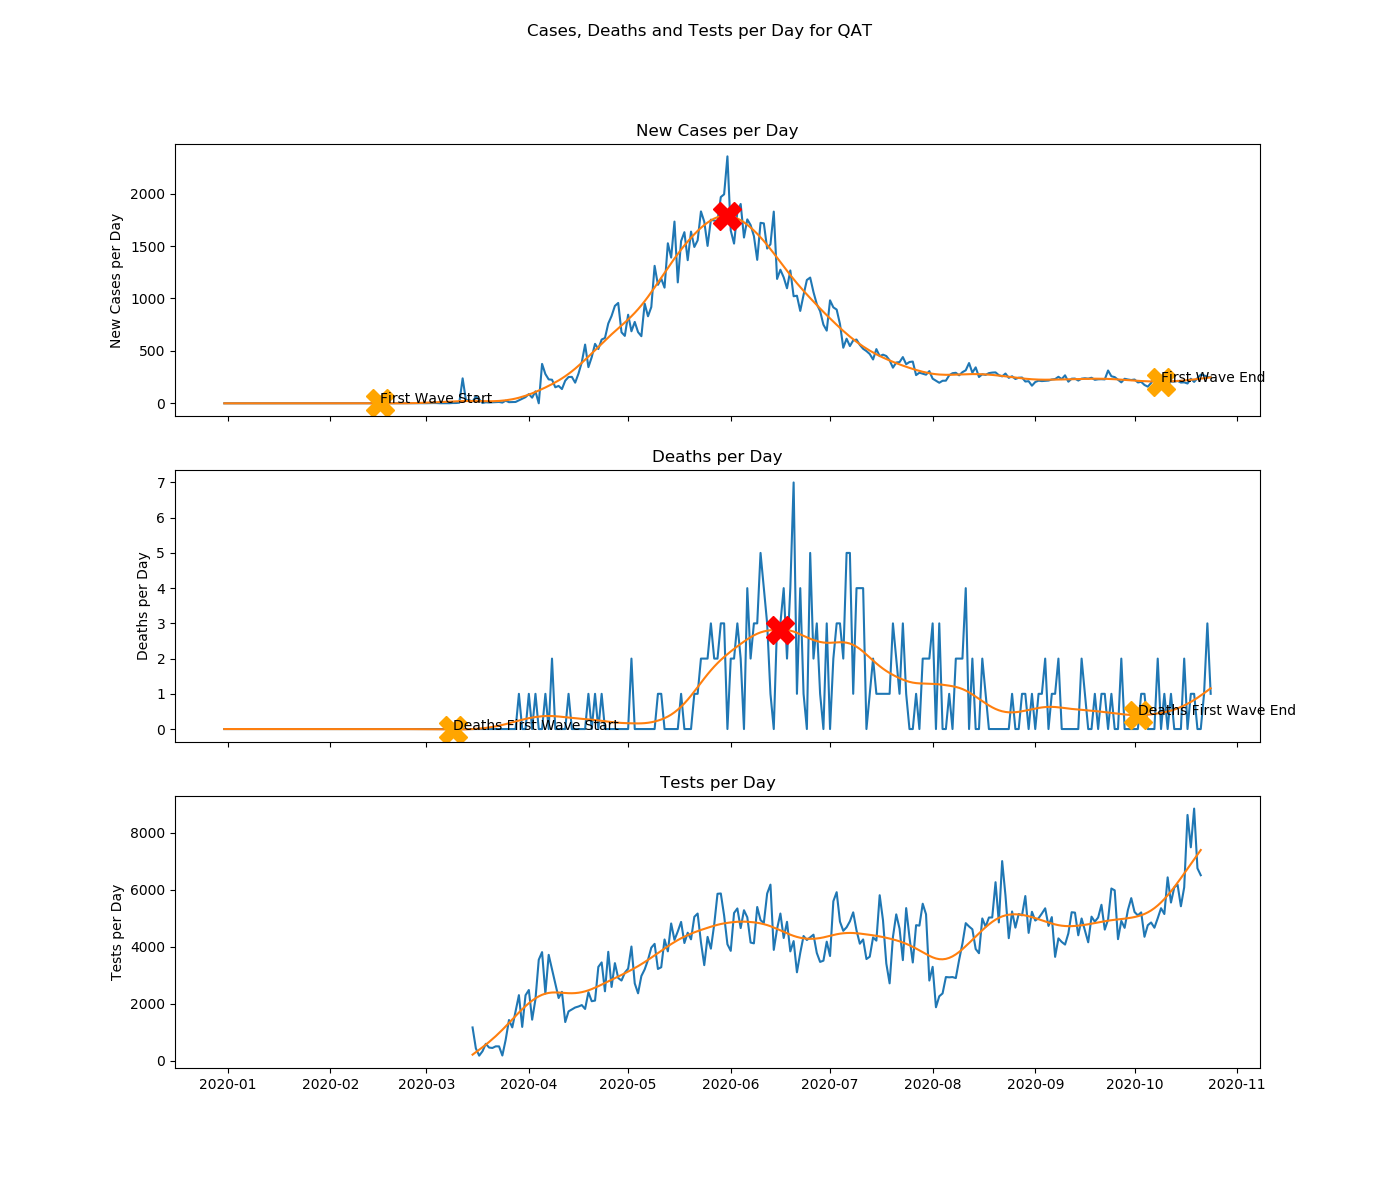 Cases, Deaths and Tests per Day for QAT
New Cases per Day
New Cases per Day
2000
1500
1000
500
0
First Wave Start
First Wave End
Deaths per Day
Deaths per Day
7
6
5
4
3
2
1
0
Deaths First Wave Start
Deaths First Wave End
Tests per Day
Tests per Day
8000
6000
4000
2000
0
2020-01 2020-02 2020-03 2020-04 2020-05 2020-06 2020-07 2020-08 2020-09 2020-10 2020-11